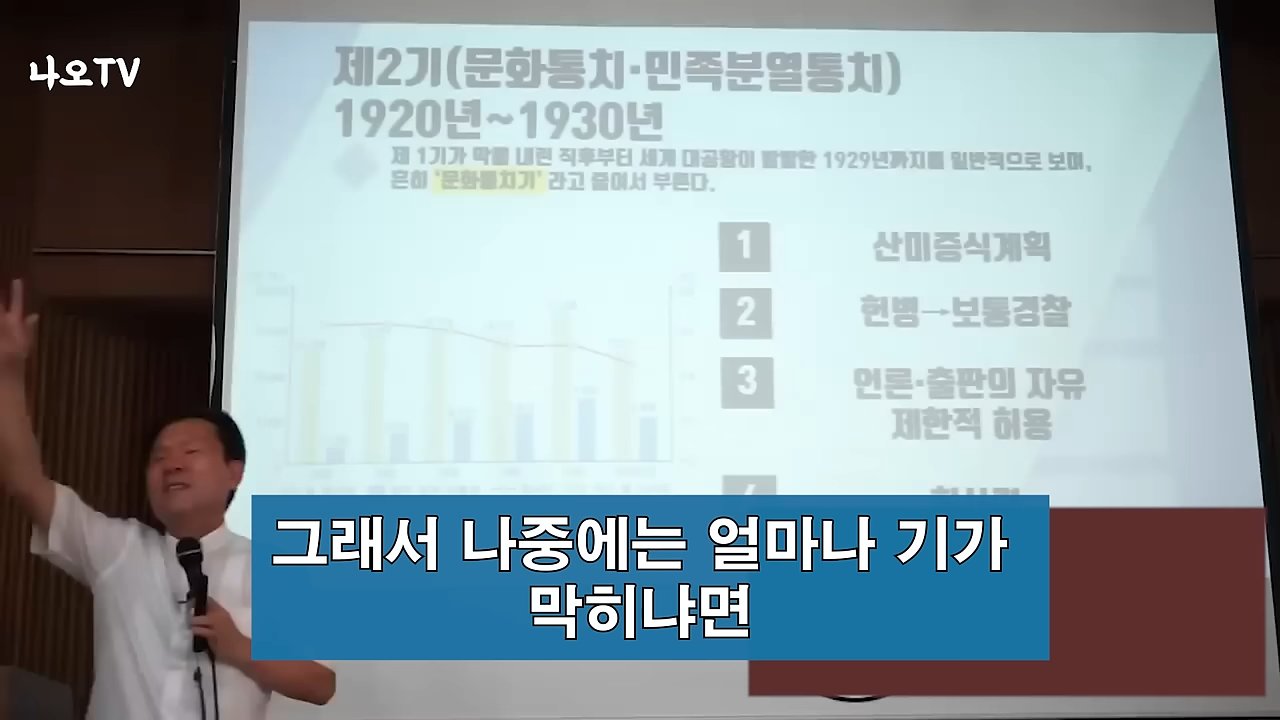 나오TV
제2기(문화통치·민족분열통치)
1920년~1930년
제 1기가 막을 내린 직후부터 세계 대공황이 발발한 1929년까지를 일반적으로 보며,
흔히 '문화통치기' 라고 줄여서 부른다.
1 산미증식계획
2 헌병→보통경찰
3 언론·출판의 자유
제한적 허용
그래서 나중에는 얼마나 기가
막히냐면